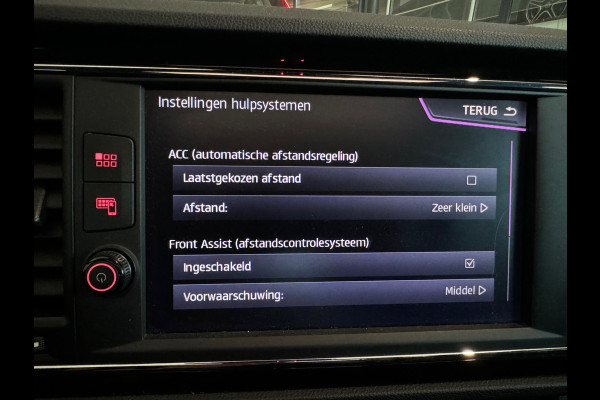 Instellingen hulpsystemen
TERUG
ACC (automatische afstandsregeling)
Laatstgekozen afstand
Afstand: Zeer klein
Front Assist (afstandscontrolesysteem)
Ingeschakeld
Voorwaarschuwing: Middel